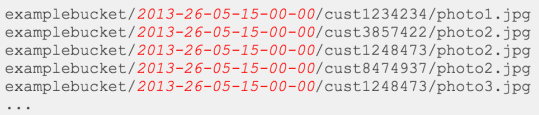 examplebucket/2013-26-05-15-00-00/cust1234234/photo1.jpg
examplebucket/2013-26-05-15-00-00/cust3857422/photo2.jpg
examplebucket/2013-26-05-15-00-00/cust1248473/photo2.jpg
examplebucket/2013-26-05-15-00-00/cust8474937/photo2.jpg
examplebucket/2013-26-05-15-00-00/cust1248473/photo3.jpg
...